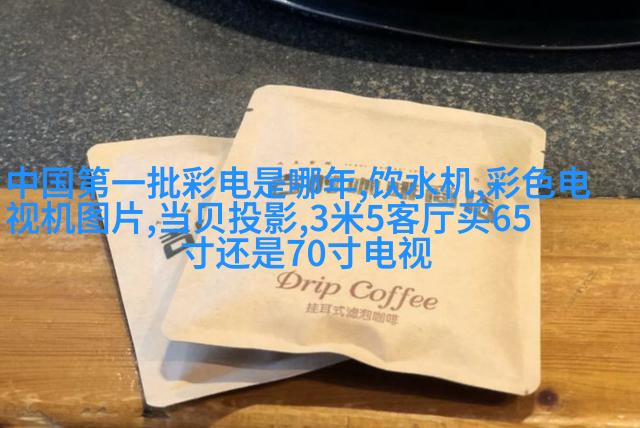 中国第一批彩电是哪年,饮水机,彩色电
视机图片,当贝投影,3米5客厅买65
寸还是70寸电视
Drip Coffee
挂耳式滤泡咖啡